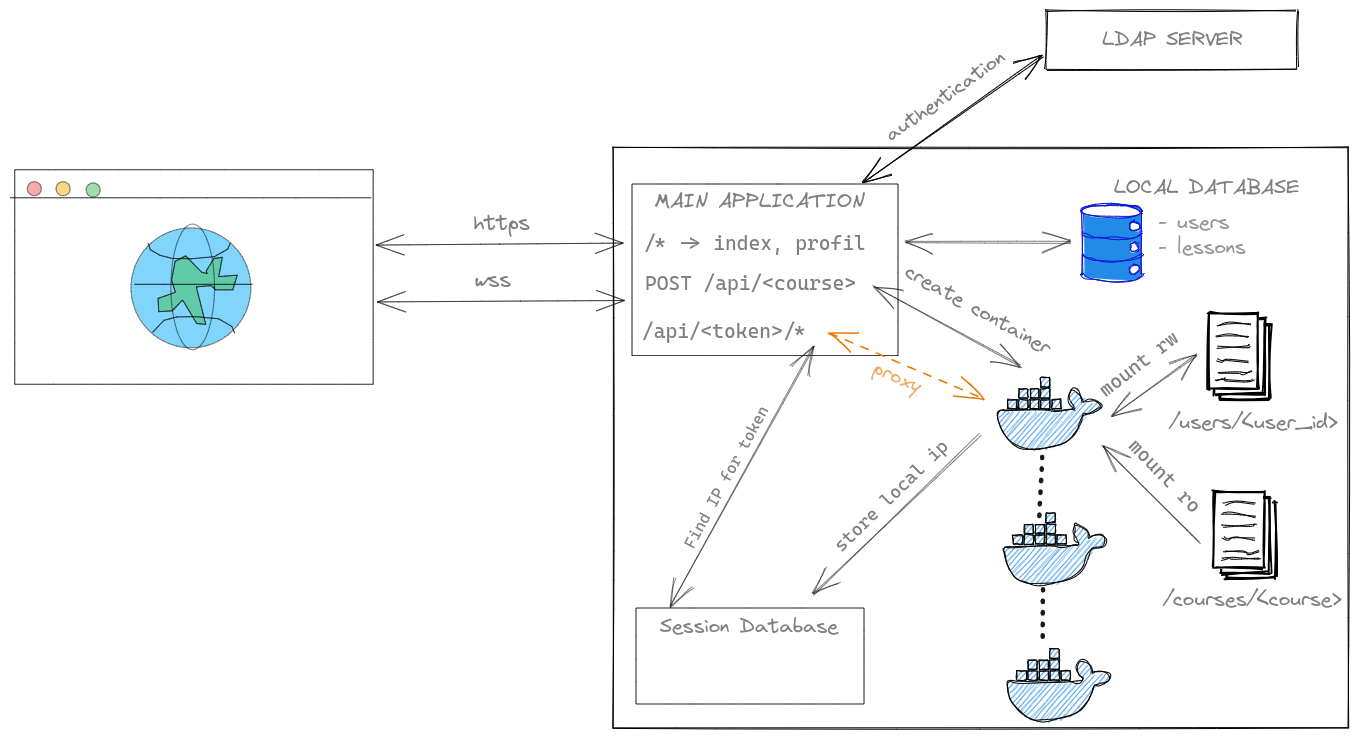 LDAP SERVER
authentication
MAIN APPLICATION
/* -> index, profil
POST /api/<course>
/api/<token>/*
https
wss
LOCAL DATABASE
- users
- lessons
create container
proxy
mount rw
/users/<user_id>
mount ro
/courses/<course>
Find IP for token
store local ip
Session Database